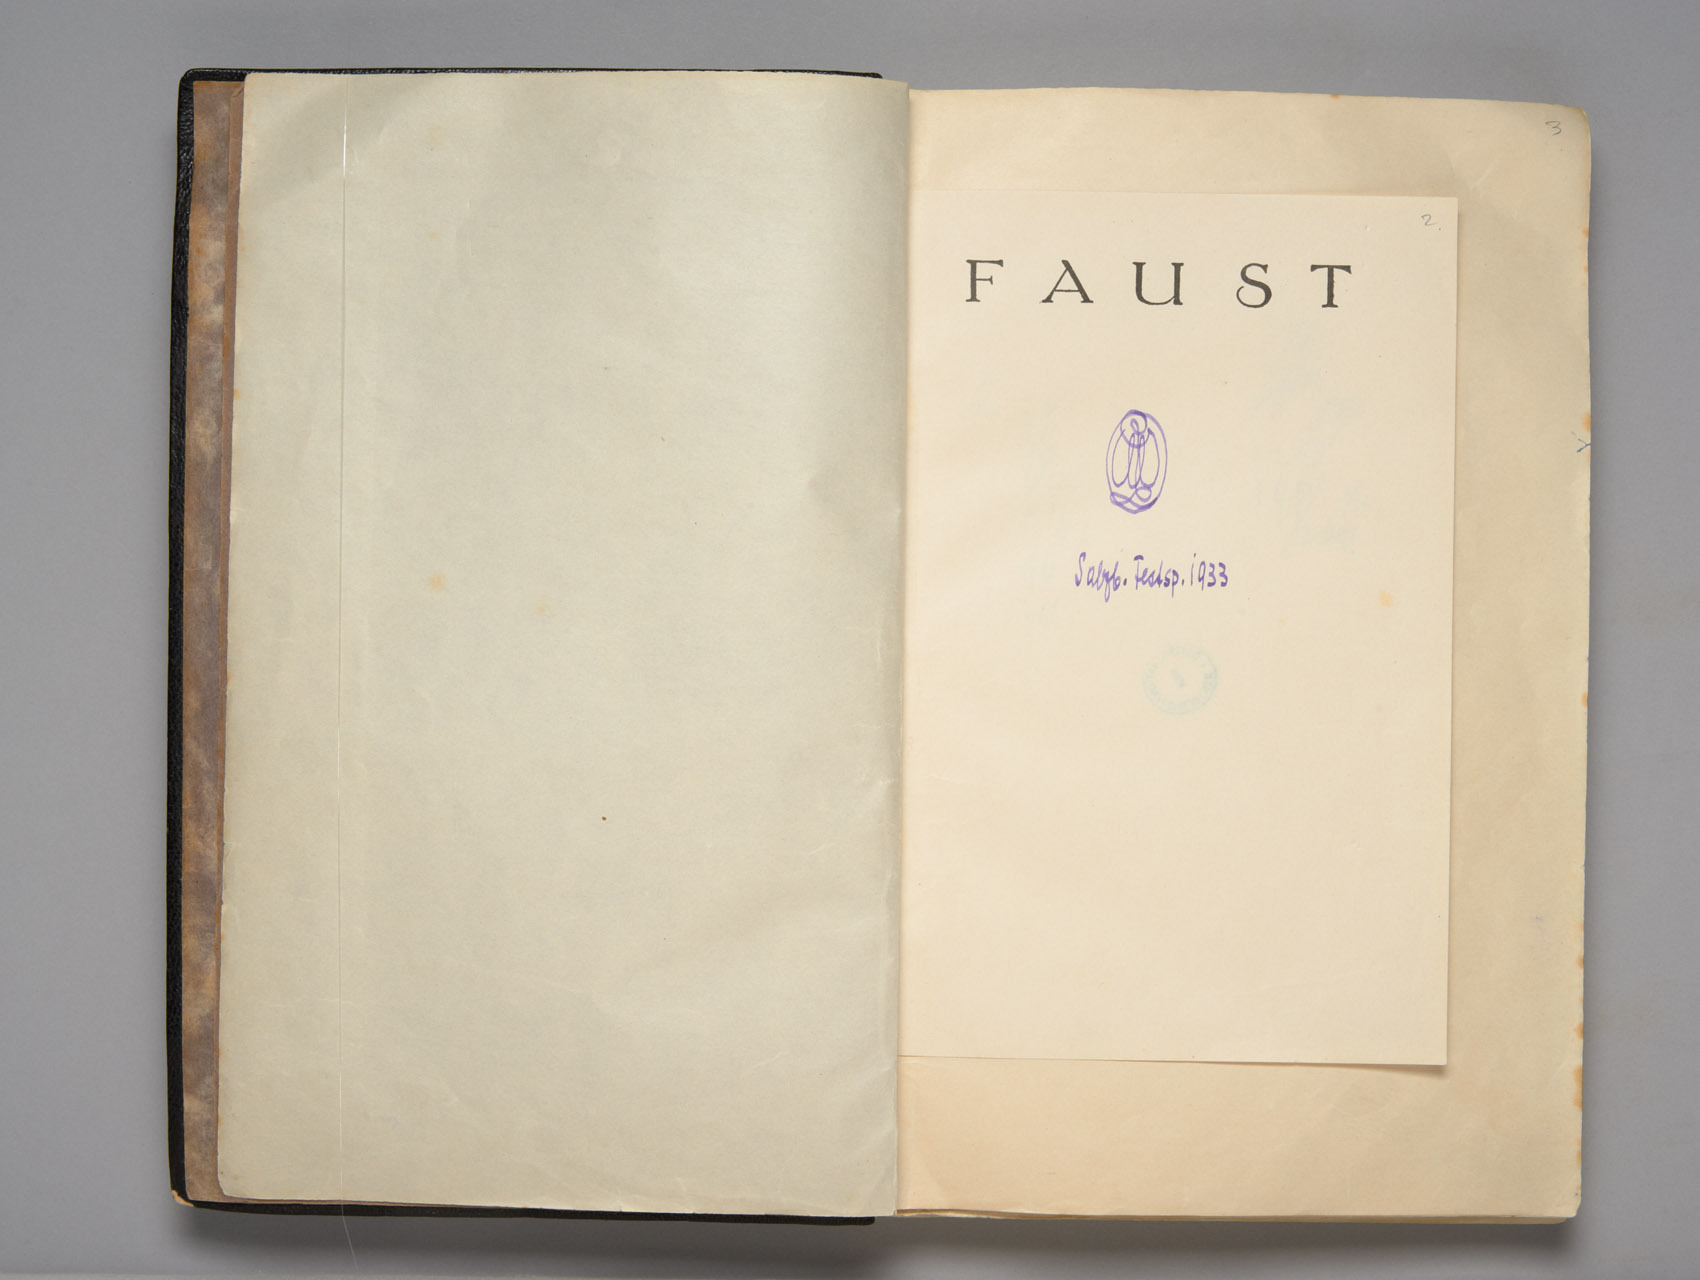 3
2.
FAUST
Salzb. Festsp. 1933